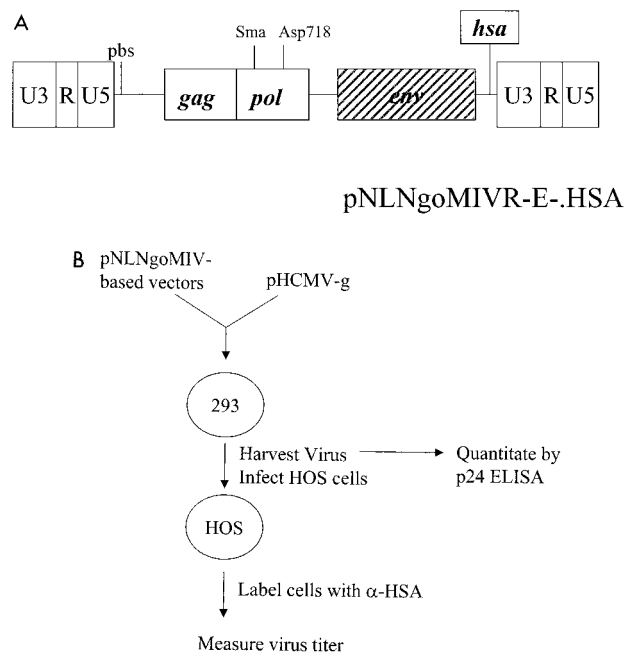 A
hsa
Sma Asp718
pbs
U3 R U5 gag pol env U3 R U5
pNLNgoMIVR-E-.HSA
B pNLNgoMIV-
based vectors
pHCMV-g
293
Harvest Virus
Infect HOS cells
Quantitate by
p24 ELISA
HOS
Label cells with α-HSA
Measure virus titer